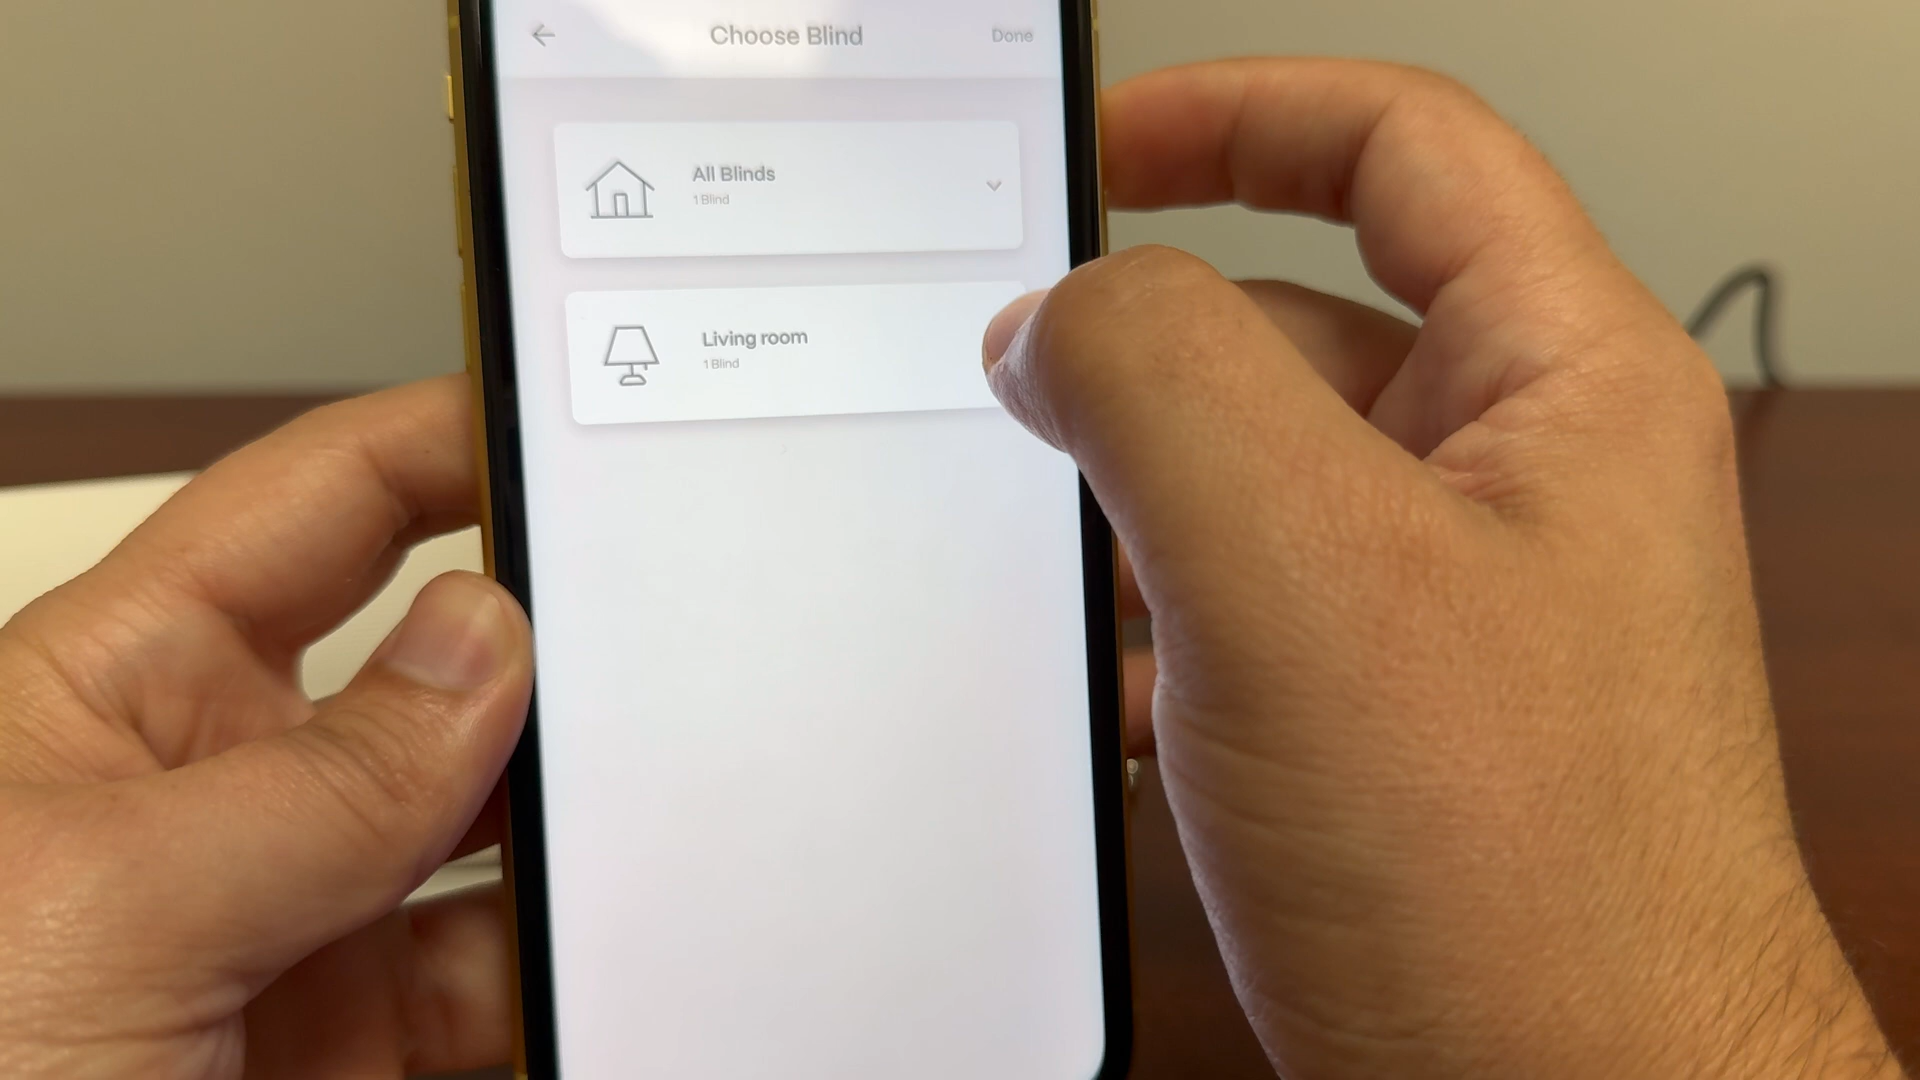 Choose Blind
Done
All Blinds
1 Blind
Living room
1 Blind